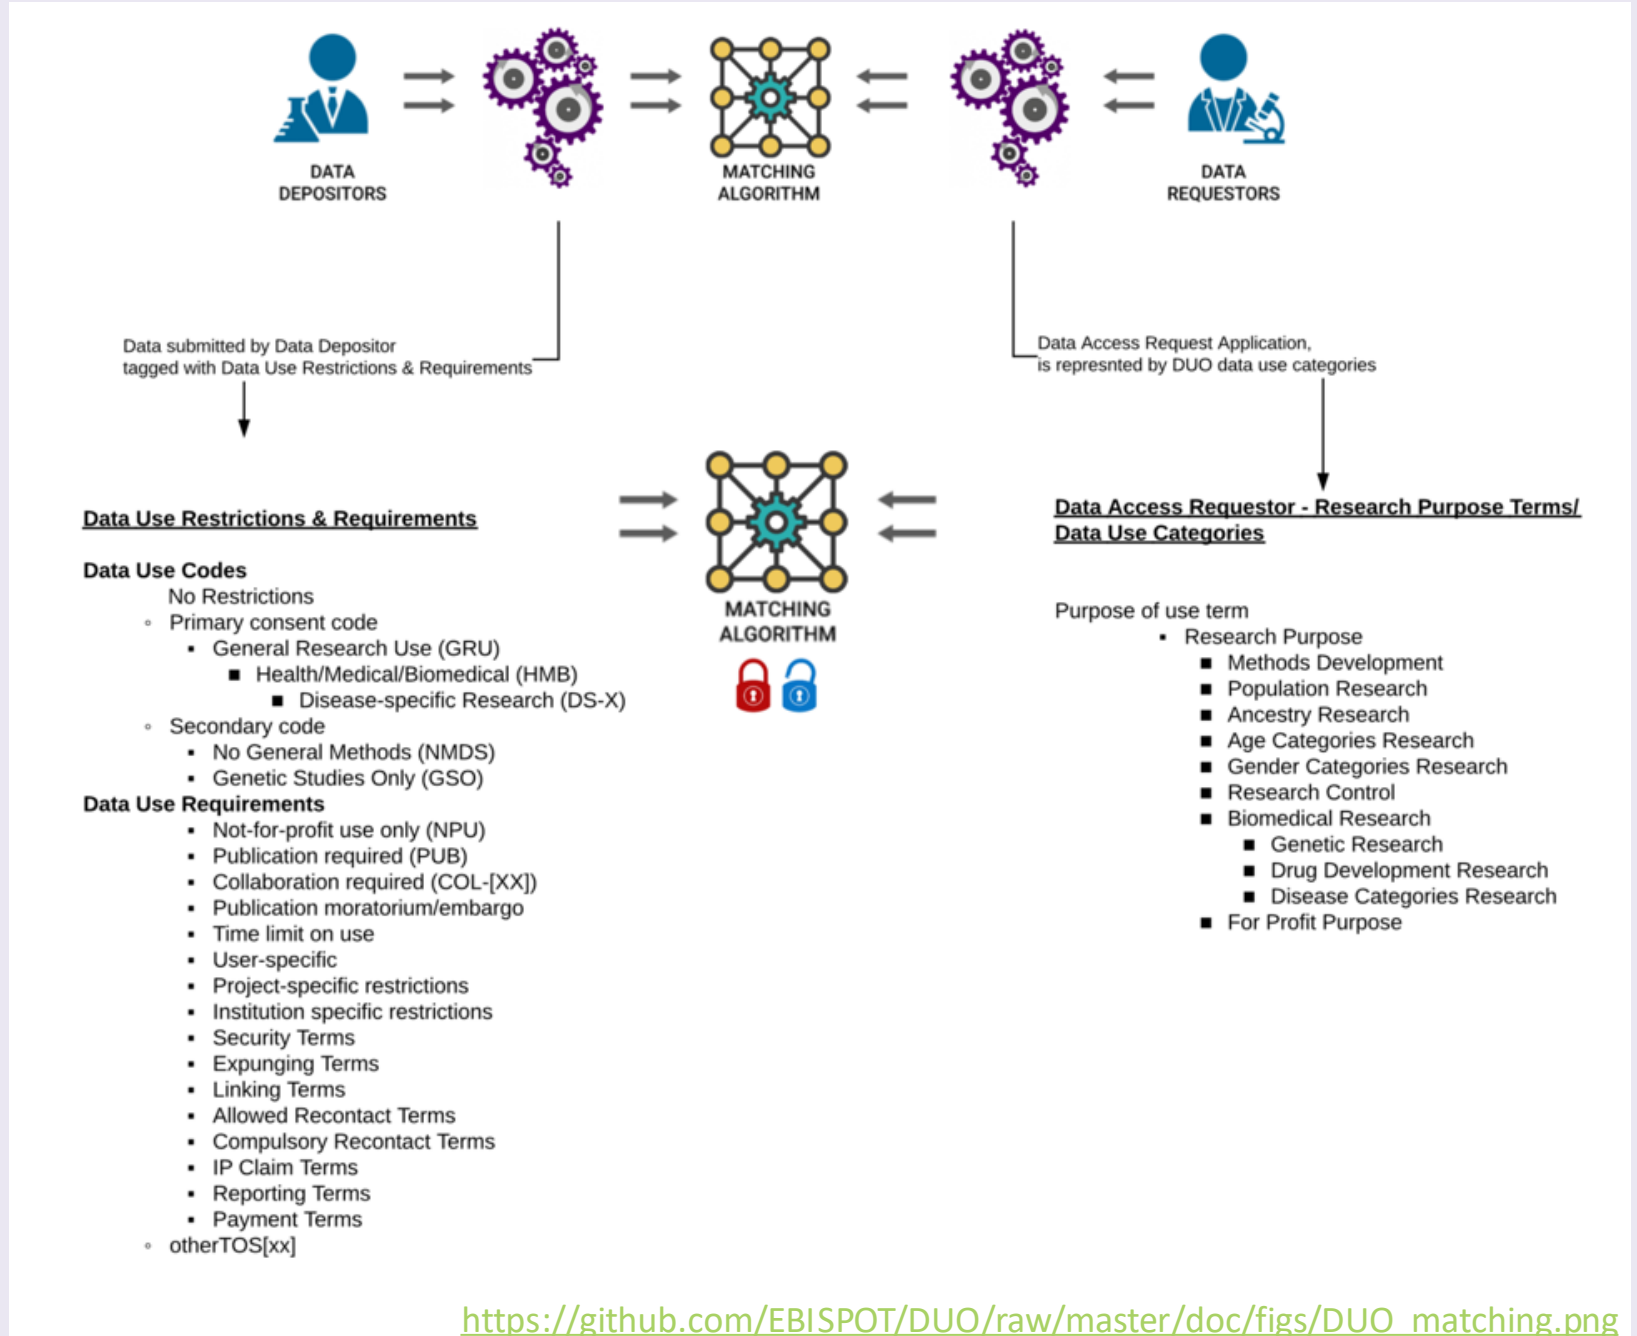 DATA
DEPOSITORS
MATCHING
ALGORITHM
DATA
REQUESTORS
Data submitted by Data Depositor
tagged with Data Use Restrictions & Requirements
Data Access Request Application,
is represnted by DUO data use categories
Data Use Restrictions & Requirements
Data Use Codes
No Restrictions
◦ Primary consent code
▪ General Research Use (GRU)
■ Health/Medical/Biomedical (HMB)
■ Disease-specific Research (DS-X)
◦ Secondary code
▪ No General Methods (NMDS)
▪ Genetic Studies Only (GSO)
Data Use Requirements
▪ Not-for-profit use only (NPU)
▪ Publication required (PUB)
▪ Collaboration required (COL-[XX])
▪ Publication moratorium/embargo
▪ Time limit on use
▪ User-specific
▪ Project-specific restrictions
▪ Institution specific restrictions
▪ Security Terms
▪ Expunging Terms
▪ Linking Terms
▪ Allowed Recontact Terms
▪ Compulsory Recontact Terms
▪ IP Claim Terms
▪ Reporting Terms
▪ Payment Terms
◦ otherTOS[xx]
MATCHING
ALGORITHM
Data Access Requestor - Research Purpose Terms/
Data Use Categories
Purpose of use term
▪ Research Purpose
■ Methods Development
■ Population Research
■ Ancestry Research
■ Age Categories Research
■ Gender Categories Research
■ Research Control
■ Biomedical Research
■ Genetic Research
■ Drug Development Research
■ Disease Categories Research
■ For Profit Purpose
https://github.com/EBISPOT/DUO/raw/master/doc/figs/DUO_matching.png